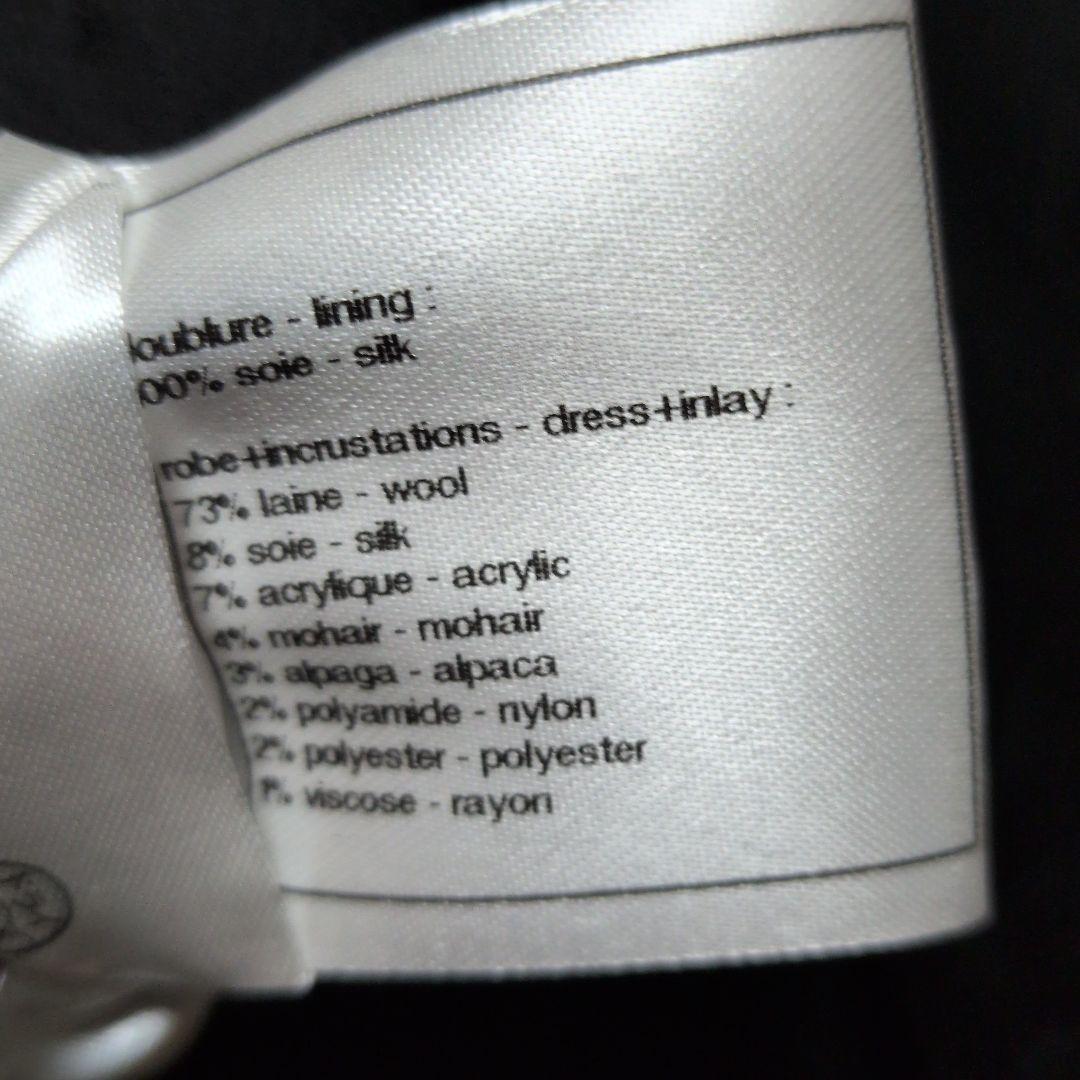 doublure - lining :
100% soie - silk
robe+incrustations - dress+inlay :
73% laine - wool
8% soie - silk
7% acrylique - acrylic
4% mohair - mohair
3% alpaga - alpaca
2% polyamide - nylon
2% polyester - polyester
1% viscose - rayon